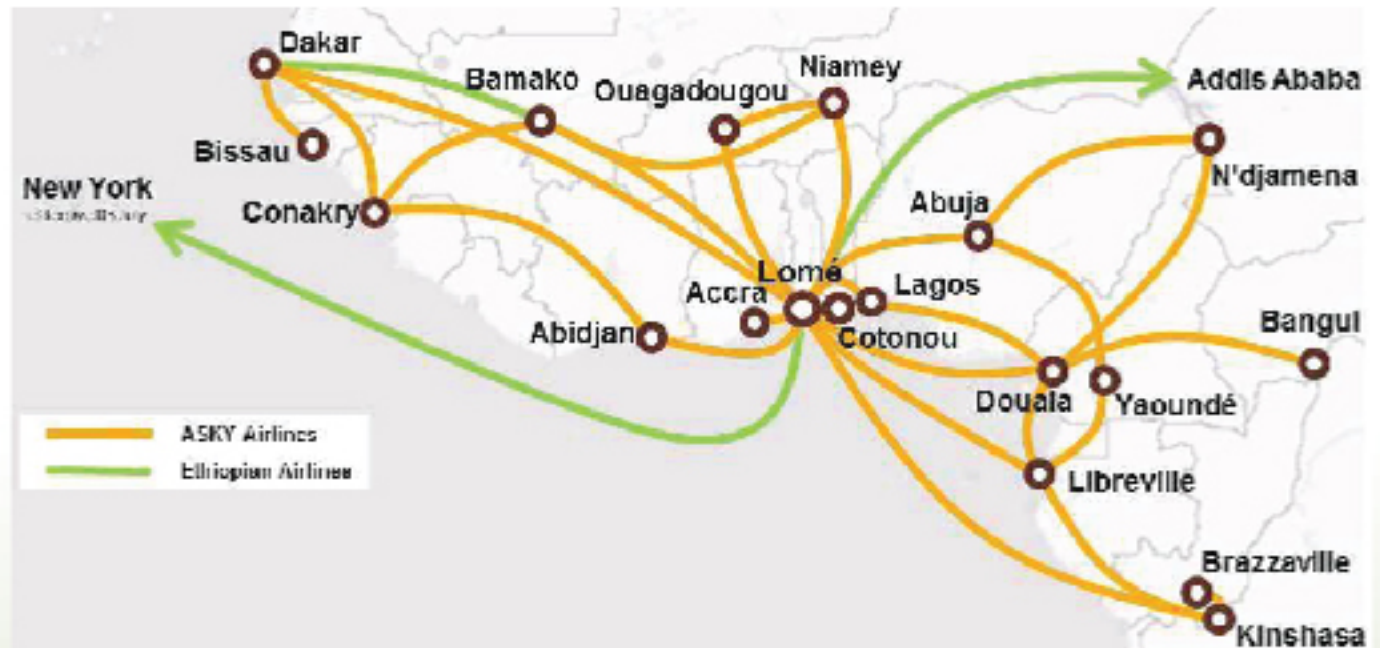 Dakar
Bamako
Ouagadougou
Niamey
Addis Ababa
Bissau
N'djamena
New York
Conakry
Abuja
Lomé
Accra
Lagos
Abidjan
Cotonou
Bangui
Douala
Yaoundé
ASKY Airlines
Ethiopian Airlines
Libreville
Brazzaville
Kinshasa